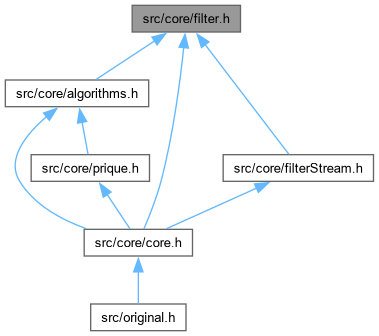 src/core/filter.h
src/core/algorithms.h
src/core/prique.h
src/core/filterStream.h
src/core/core.h
src/original.h